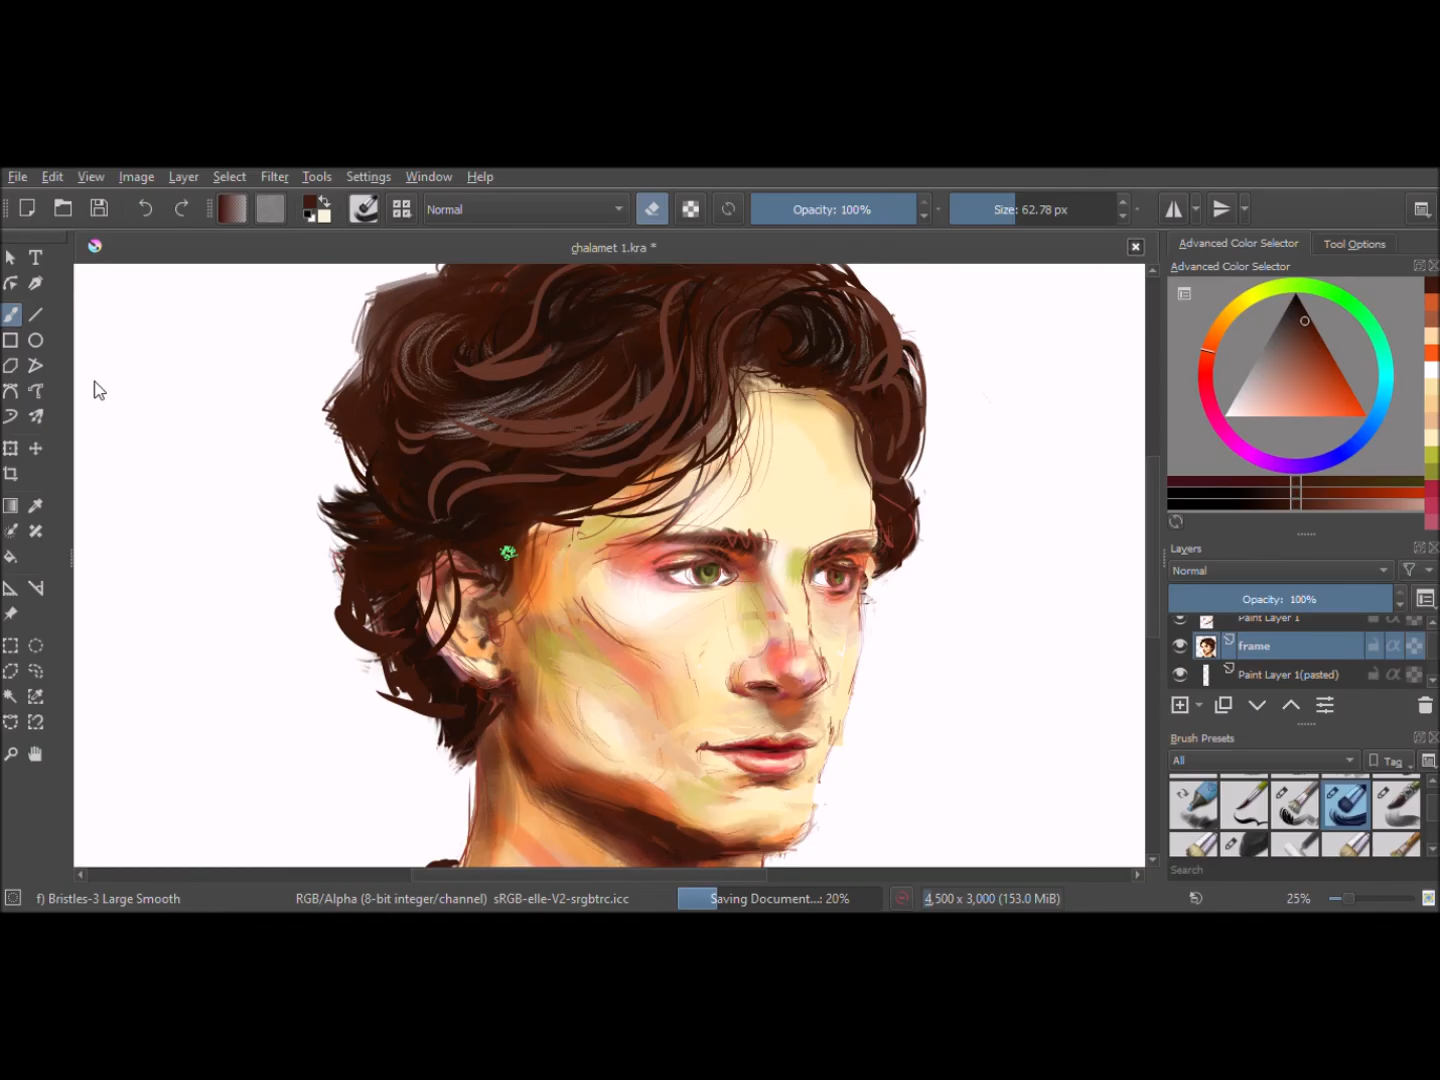 File Edit View Image Layer Select Filter Tools Settings Window Help
Normal Opacity: 100% Size: 62.78 px
chalamet 1.kra *
Advanced Color Selector Tool Options
Advanced Color Selector
Layers
Normal
Opacity: 100%
Paint Layer 1
frame
Paint Layer 1(pasted)
Brush Presets
All Tag
Search
f) Bristles-3 Large Smooth RGB/Alpha (8-bit integer/channel) sRGB-elle-V2-srgbtrc.icc Saving Document...: 20% 4,500 x 3,000 (153.0 MiB) 25%